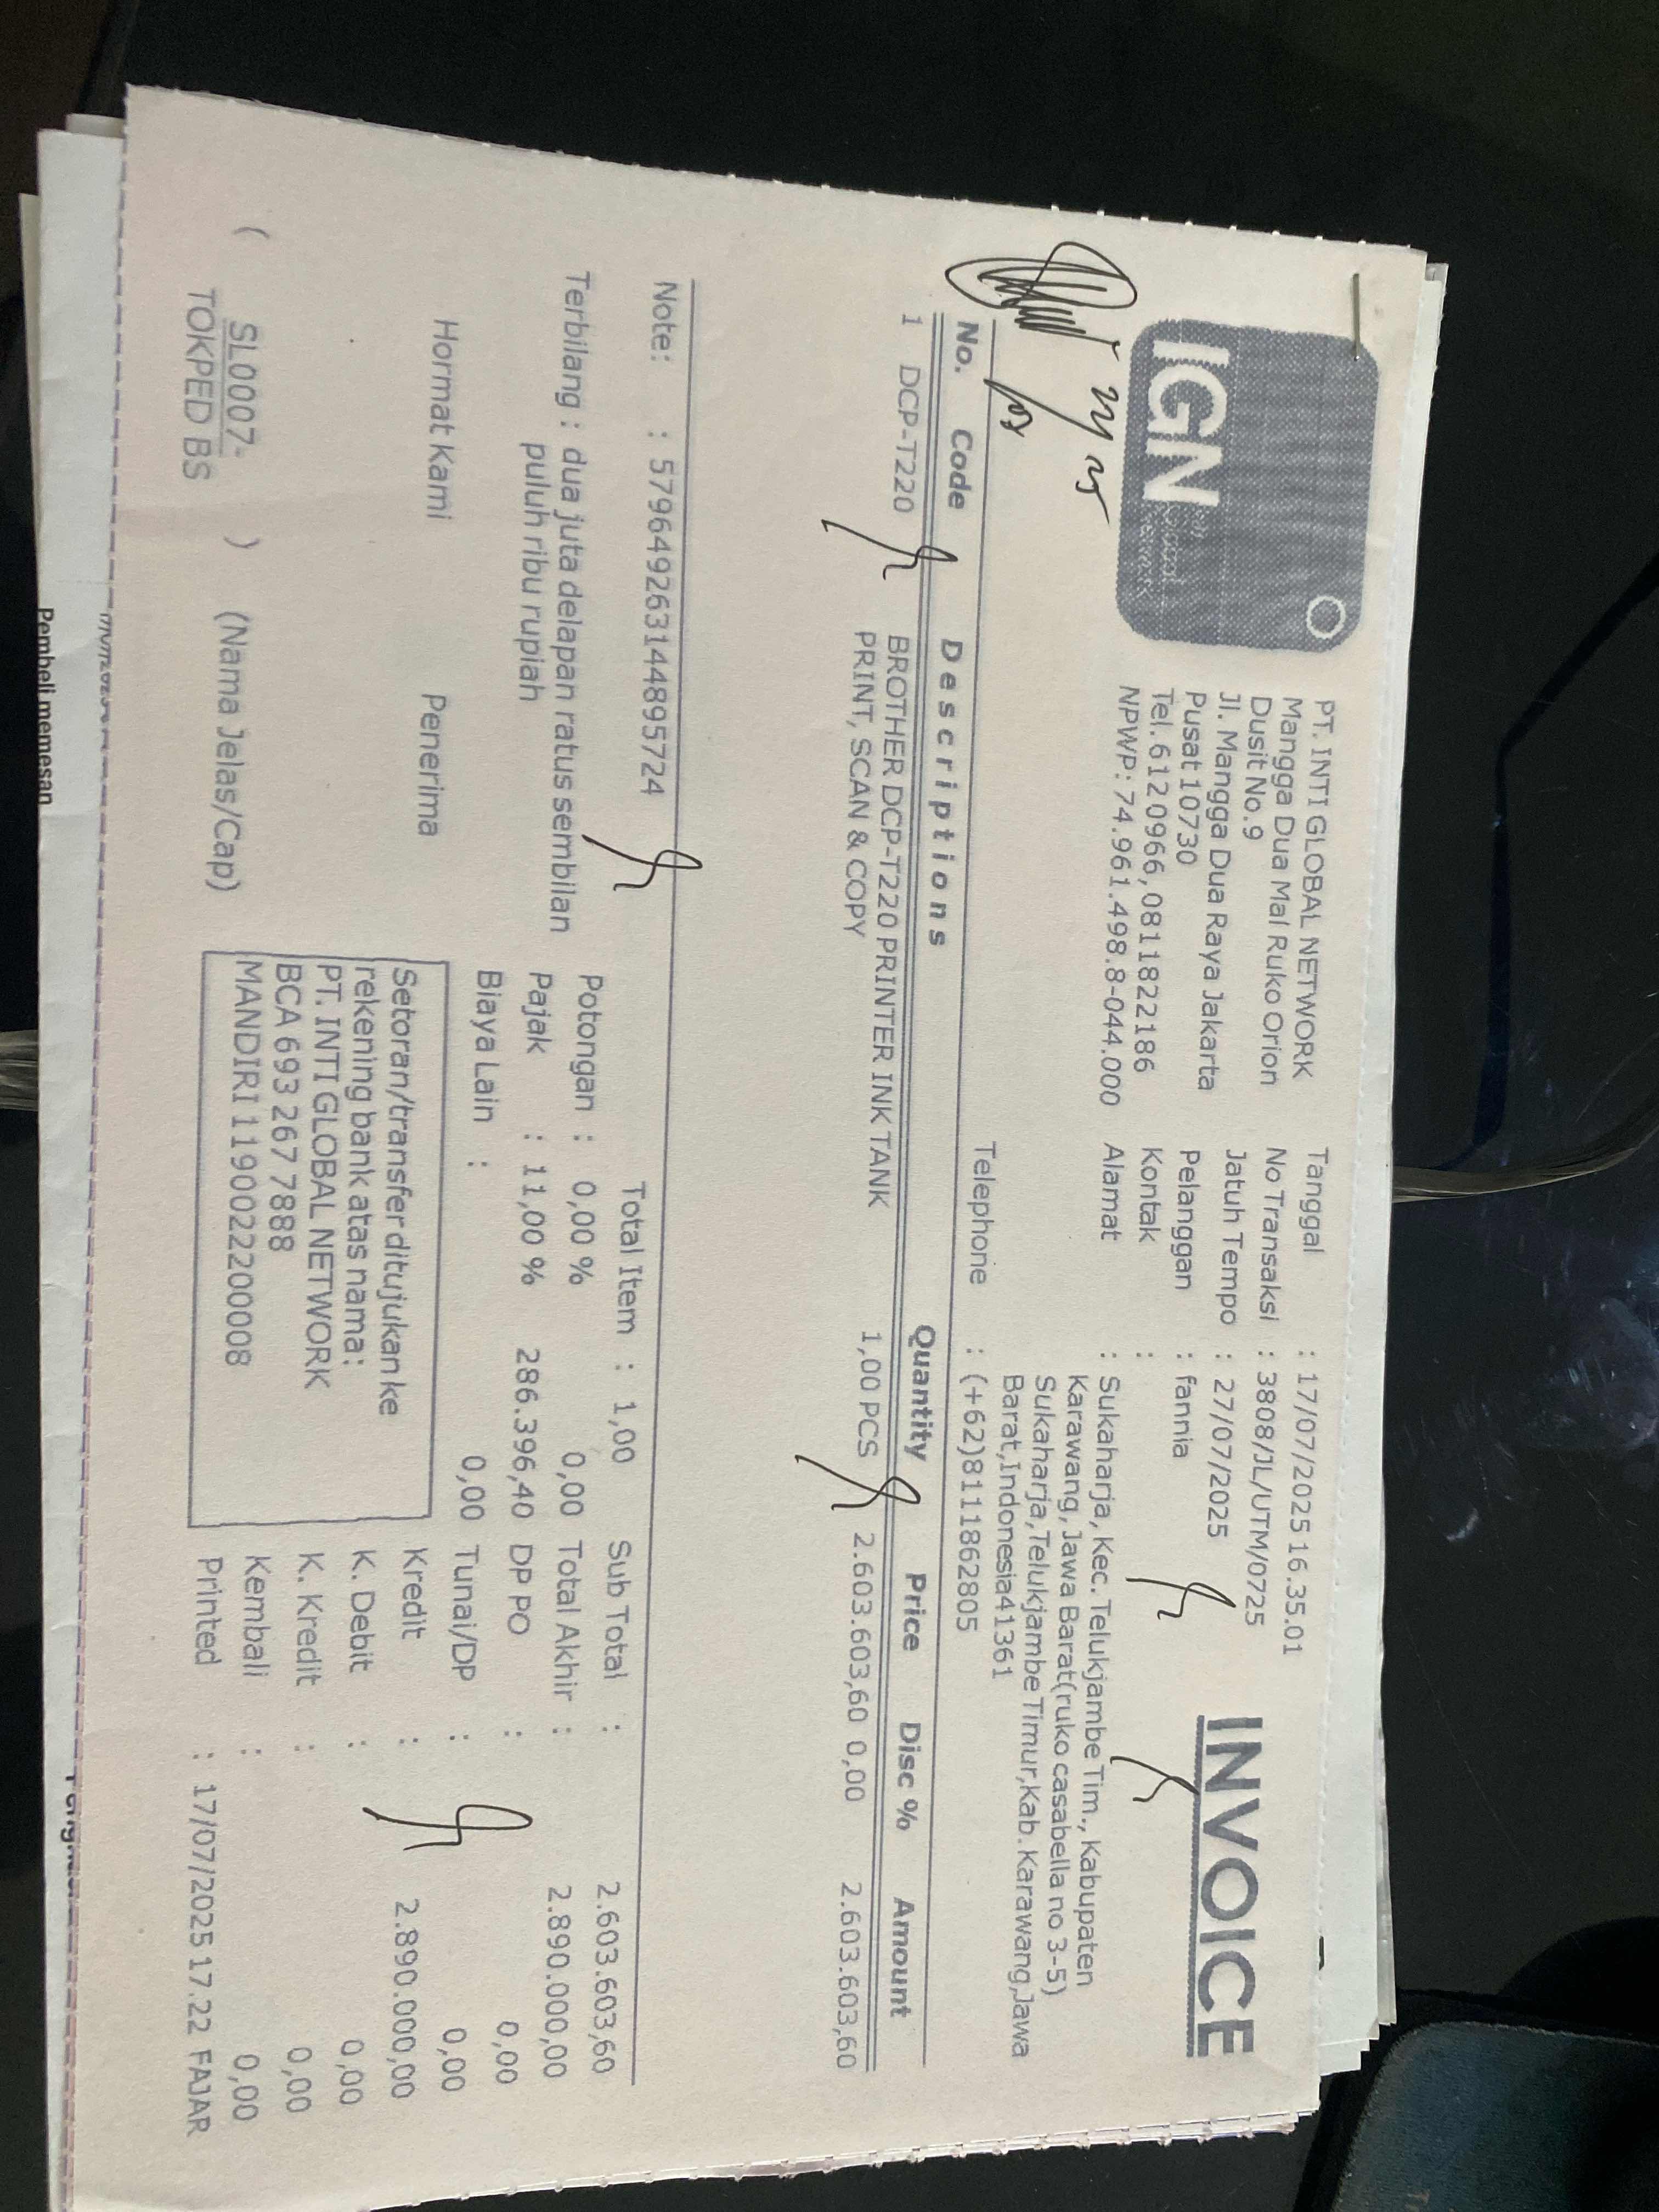 IGN
PT. INTI GLOBAL NETWORK
Mangga Dua Mal Ruko Orion
Dusit No.9
Jl. Mangga Dua Raya Jakarta
Pusat 10730
Tel. 6120966,0811822186
NPWP: 74.961.498.8-044.000
INVOICE
Tanggal : 17/07/2025 16.35.01
No Transaksi : 3808/JL/UTM/0725
Jatuh Tempo : 27/07/2025
Pelanggan : fannia
Kontak :
Alamat : Sukaharja, Kec. Telukjambe Tim., Kabupaten
Karawang, Jawa Barat(ruko casabella no 3-5)
Sukaharja,Telukjambe Timur,Kab. Karawang,Jawa
Barat,Indonesia41361
Telephone : (+62)8111862805
No. Code Descriptions Quantity Price Disc % Amount
1 DCP-T220 BROTHER DCP-T220 PRINTER INK TANK 1,00 PCS 2.603.603,60 0,00 2.603.603,60
PRINT, SCAN & COPY
Note: : 579649263144895724
Terbilang : dua juta delapan ratus sembilan
puluh ribu rupiah
Hormat Kami Penerima
( SL0007- ) (Nama Jelas/Cap)
TOKPED BS
Total Item : 1,00
Potongan : 0,00 % 0,00
Pajak : 11,00 % 286.396,40
Biaya Lain : 0,00
Setoran/transfer ditujukan ke
rekening bank atas nama:
PT. INTI GLOBAL NETWORK
BCA 693 267 7888
MANDIRI 1190022200008
Sub Total : 2.603.603,60
Total Akhir : 2.890.000,00
DP PO : 0,00
Tunai/DP : 0,00
Kredit : 2.890.000,00
K. Debit : 0,00
K. Kredit : 0,00
Kembali : 0,00
Printed : 17/07/2025 17.22 FAJAR
Pembeli memesan